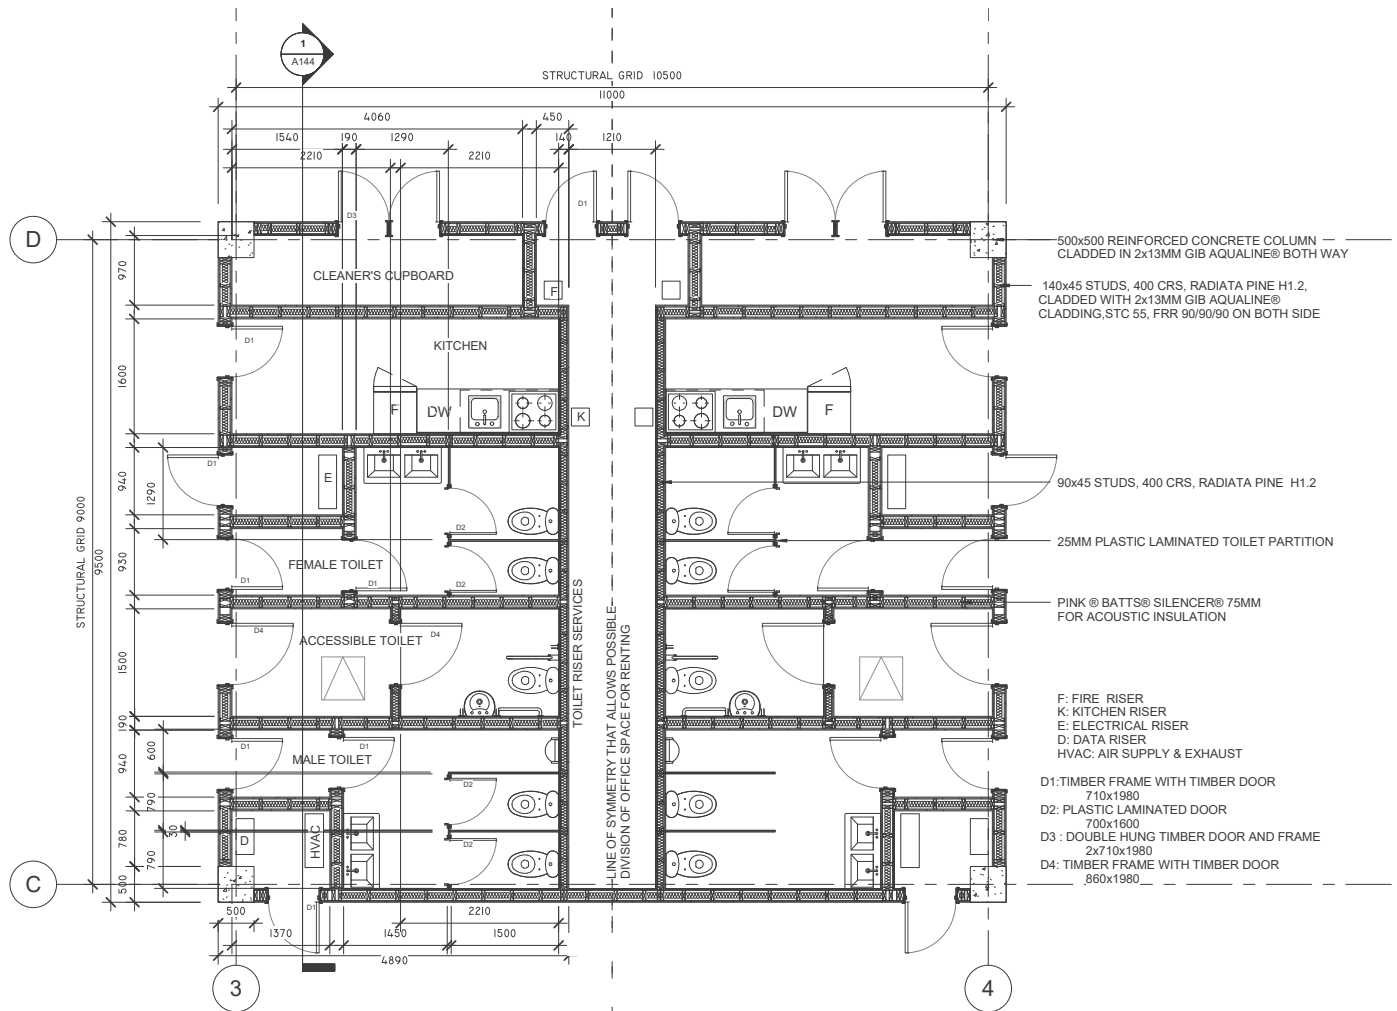 1
A144
STRUCTURAL GRID 10500
11000
4060
450
1540
190
1290
140
1210
2210
2210
D3
D1
D
970
CLEANER'S CUPBOARD
F
500x500 REINFORCED CONCRETE COLUMN
CLADDED IN 2x13MM GIB AQUALINE® BOTH WAY
140x45 STUDS, 400 CRS, RADIATA PINE H1.2,
CLADDED WITH 2x13MM GIB AQUALINE®
CLADDING,STC 55, FRR 90/90/90 ON BOTH SIDE
D1
KITCHEN
1600
F
DW
K
DW
F
D1
940
1290
E
90x45 STUDS, 400 CRS, RADIATA PINE H1.2
D2
STRUCTURAL GRID 9000
9500
25MM PLASTIC LAMINATED TOILET PARTITION
930
FEMALE TOILET
D1
D1
D2
PINK ® BATTS® SILENCER® 75MM
FOR ACOUSTIC INSULATION
D4
ACCESSIBLE TOILET
D4
1500
TOILET RISER SERVICES
LINE OF SYMMETRY THAT ALLOWS POSSIBLE
DIVISION OF OFFICE SPACE FOR RENTING
F: FIRE RISER
K: KITCHEN RISER
E: ELECTRICAL RISER
D: DATA RISER
HVAC: AIR SUPPLY & EXHAUST
190
600
D1
D1
MALE TOILET
940
D1:TIMBER FRAME WITH TIMBER DOOR
710x1980
D2: PLASTIC LAMINATED DOOR
700x1600
D3 : DOUBLE HUNG TIMBER DOOR AND FRAME
2x710x1980
D4: TIMBER FRAME WITH TIMBER DOOR
860x1980
790
D2
780
30
D
HVAC
D2
790
500
C
D1
500
2210
1370
1450
1500
4890
3
4